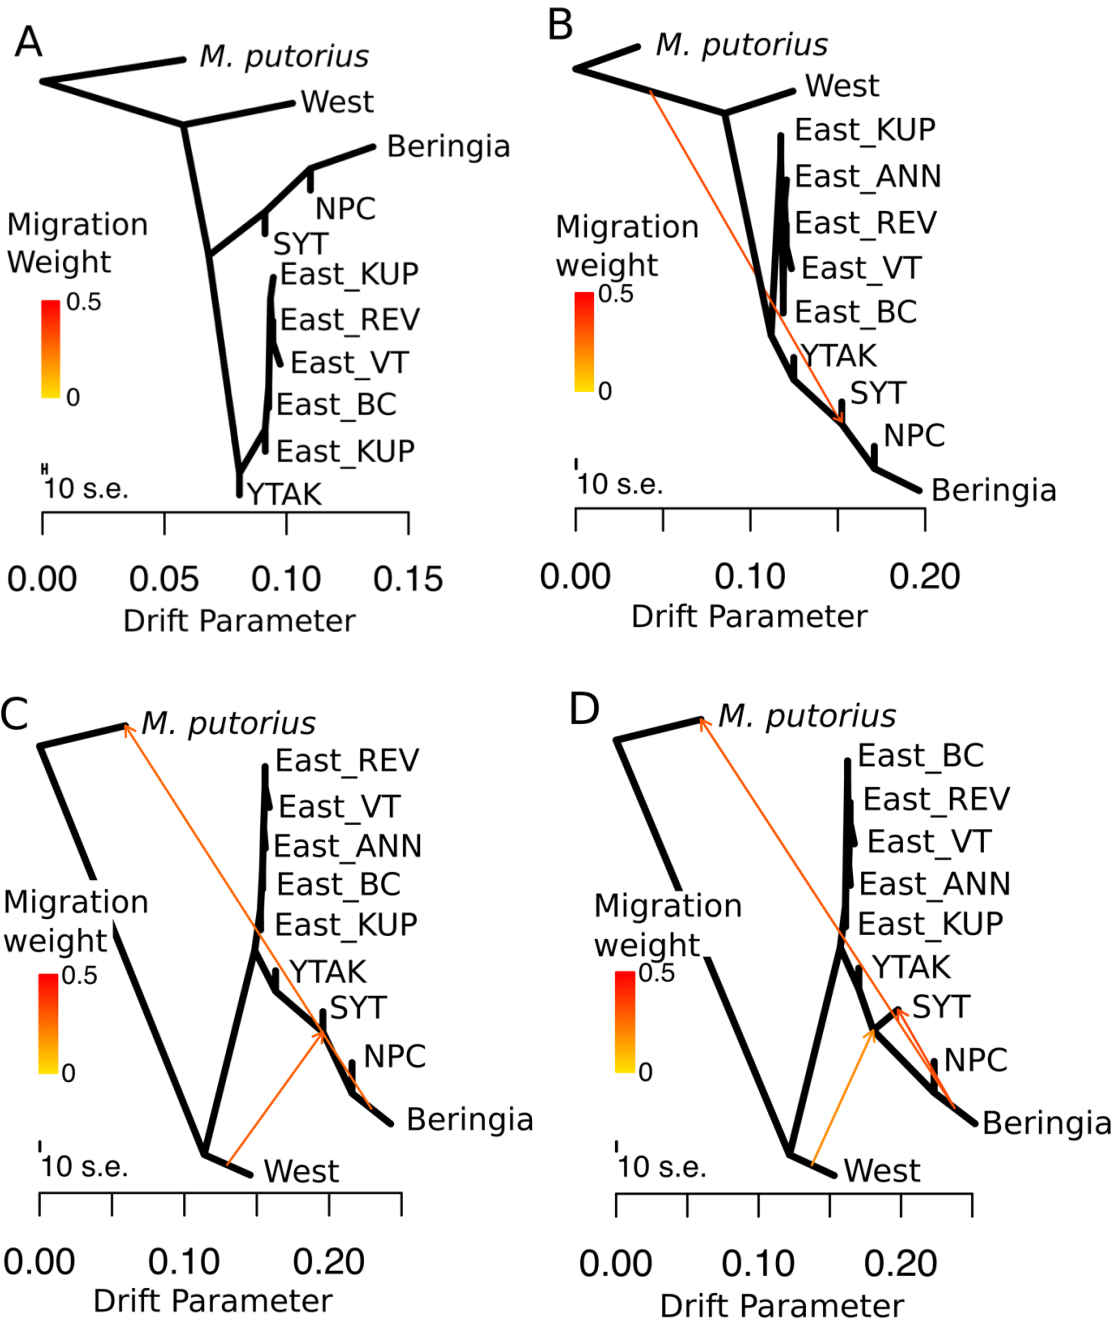 A
M. putorius
West
Beringia
NPC
SYT
Migration
Weight
East_KUP
0.5
East_REV
East_VT
0
East_BC
East_KUP
10 s.e.
YTAK
0.00 0.05 0.10 0.15
Drift Parameter
B
M. putorius
West
East_KUP
East_ANN
Migration
weight
East_REV
East_VT
0.5
East_BC
YTAK
0
SYT
NPC
10 s.e.
Beringia
0.00 0.10 0.20
Drift Parameter
C
M. putorius
East_REV
East_VT
East_ANN
East_BC
Migration
weight
East_KUP
0.5
YTAK
SYT
0
NPC
Beringia
10 s.e.
West
0.00 0.10 0.20
Drift Parameter
D
M. putorius
East_BC
East_REV
East_VT
East_ANN
Migration
weight
East_KUP
0.5
YTAK
SYT
0
NPC
Beringia
10 s.e.
West
0.00 0.10 0.20
Drift Parameter